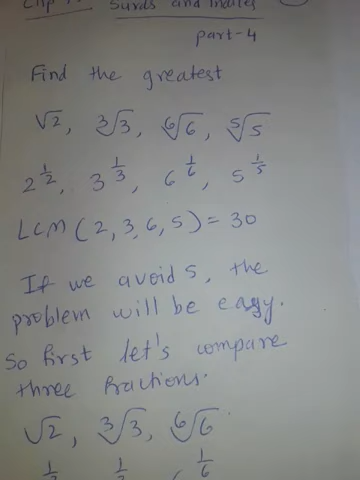 Surds and
part-4
Find the greatest
√2, ∛3, ⁶√6, ⁵√5
2^1/2, 3^1/3, 6^1/6, 5^1/5
LCM (2,3,6,5) = 30
If we avoid 5, the
problem will be easy.
So first let's compare
three fractions.
√2, ∛3, ⁶√6